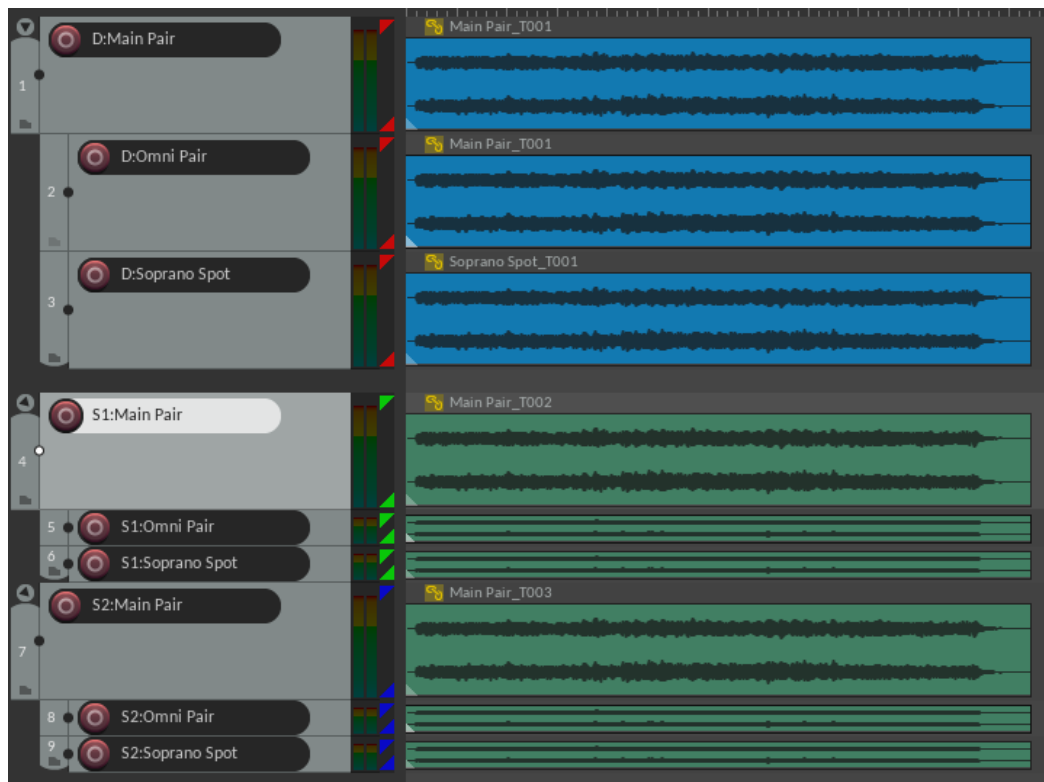 Main Pair_T001
D:Main Pair
1
Main Pair_T001
D:Omni Pair
2
Soprano Spot_T001
D:Soprano Spot
3
Main Pair_T002
S1:Main Pair
4
5 S1:Omni Pair
6 S1:Soprano Spot
Main Pair_T003
S2:Main Pair
7
8 S2:Omni Pair
9 S2:Soprano Spot